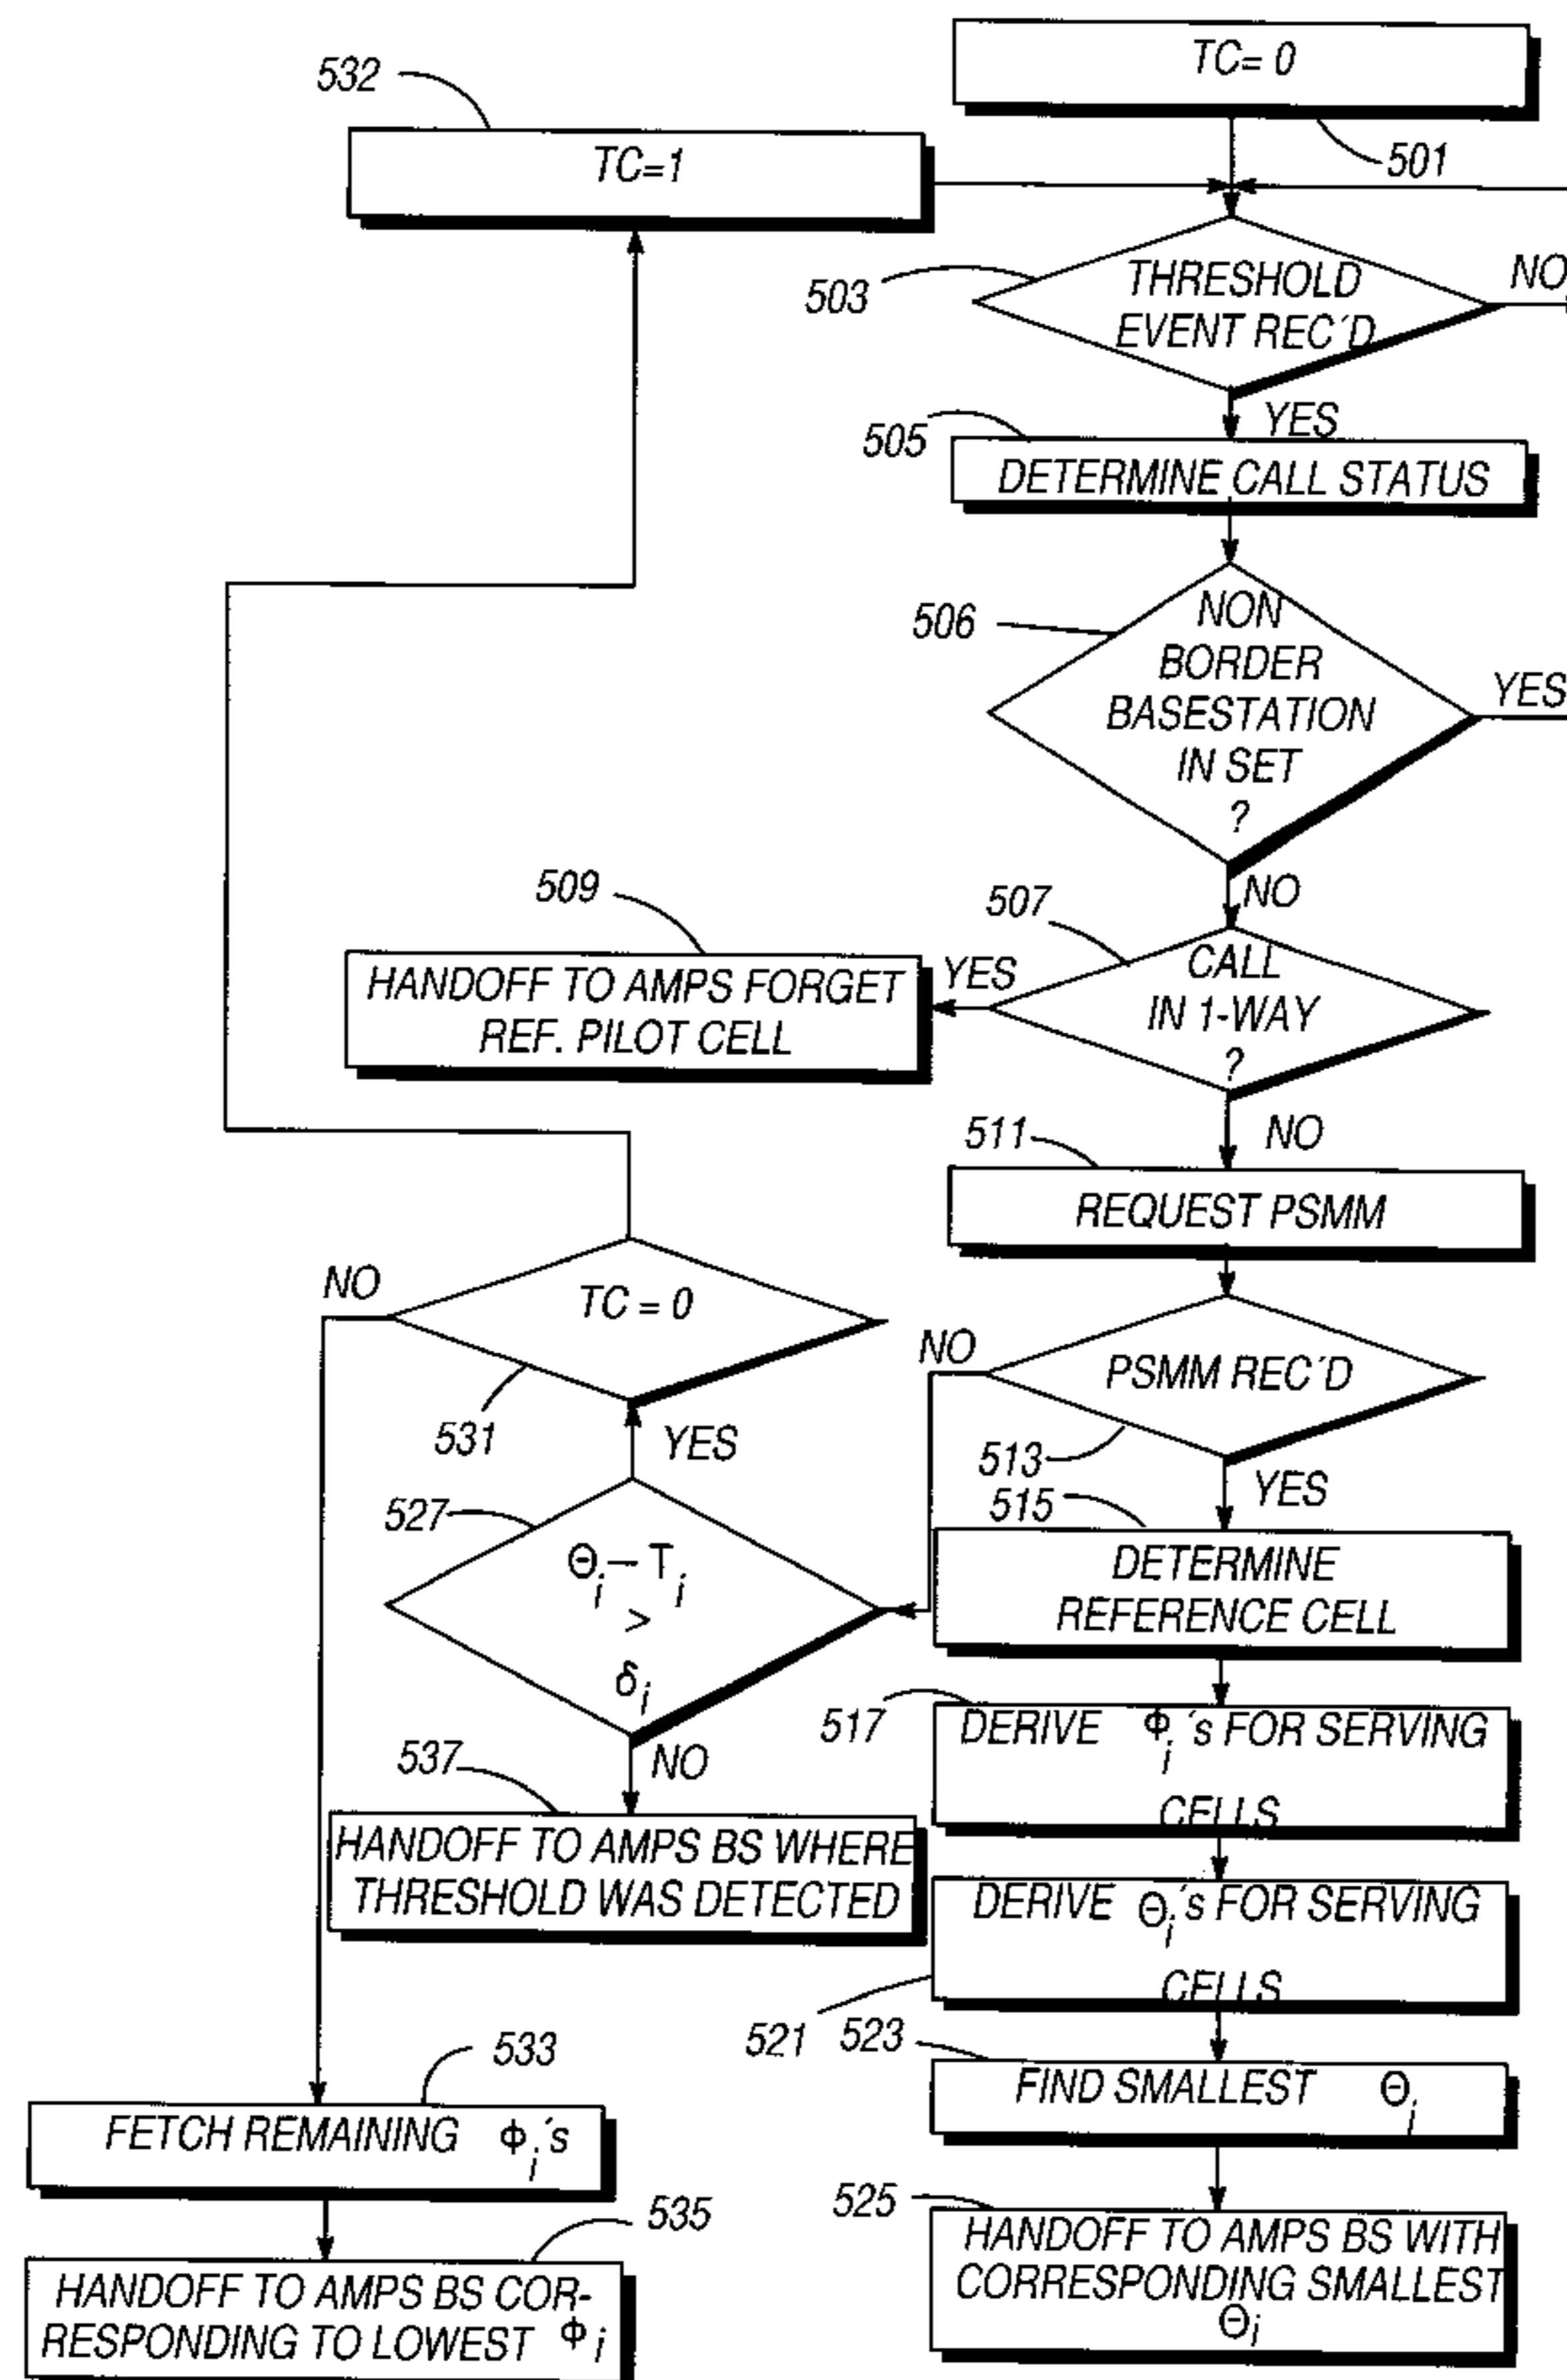 TC= 0
501
532
TC=1
503
THRESHOLD
EVENT REC´D
NO
YES
505
DETERMINE CALL STATUS
506
NON
BORDER
BASESTATION
IN SET
?
YES
NO
507
CALL
IN 1-WAY
?
YES
509
HANDOFF TO AMPS FORGET
REF. PILOT CELL
NO
511
REQUEST PSMM
NO
PSMM REC´D
513
YES
NO
TC = 0
531
YES
527
Θi – Ti
>
δi
NO
537
HANDOFF TO AMPS BS WHERE
THRESHOLD WAS DETECTED
515
DETERMINE
REFERENCE CELL
517
DERIVE ϕi´s FOR SERVING
CELLS
DERIVE Θi´s FOR SERVING
CELLS
521
523
FIND SMALLEST Θi
525
HANDOFF TO AMPS BS WITH
CORRESPONDING SMALLEST
Θi
533
FETCH REMAINING ϕi´s
535
HANDOFF TO AMPS BS COR-
RESPONDING TO LOWEST ϕi